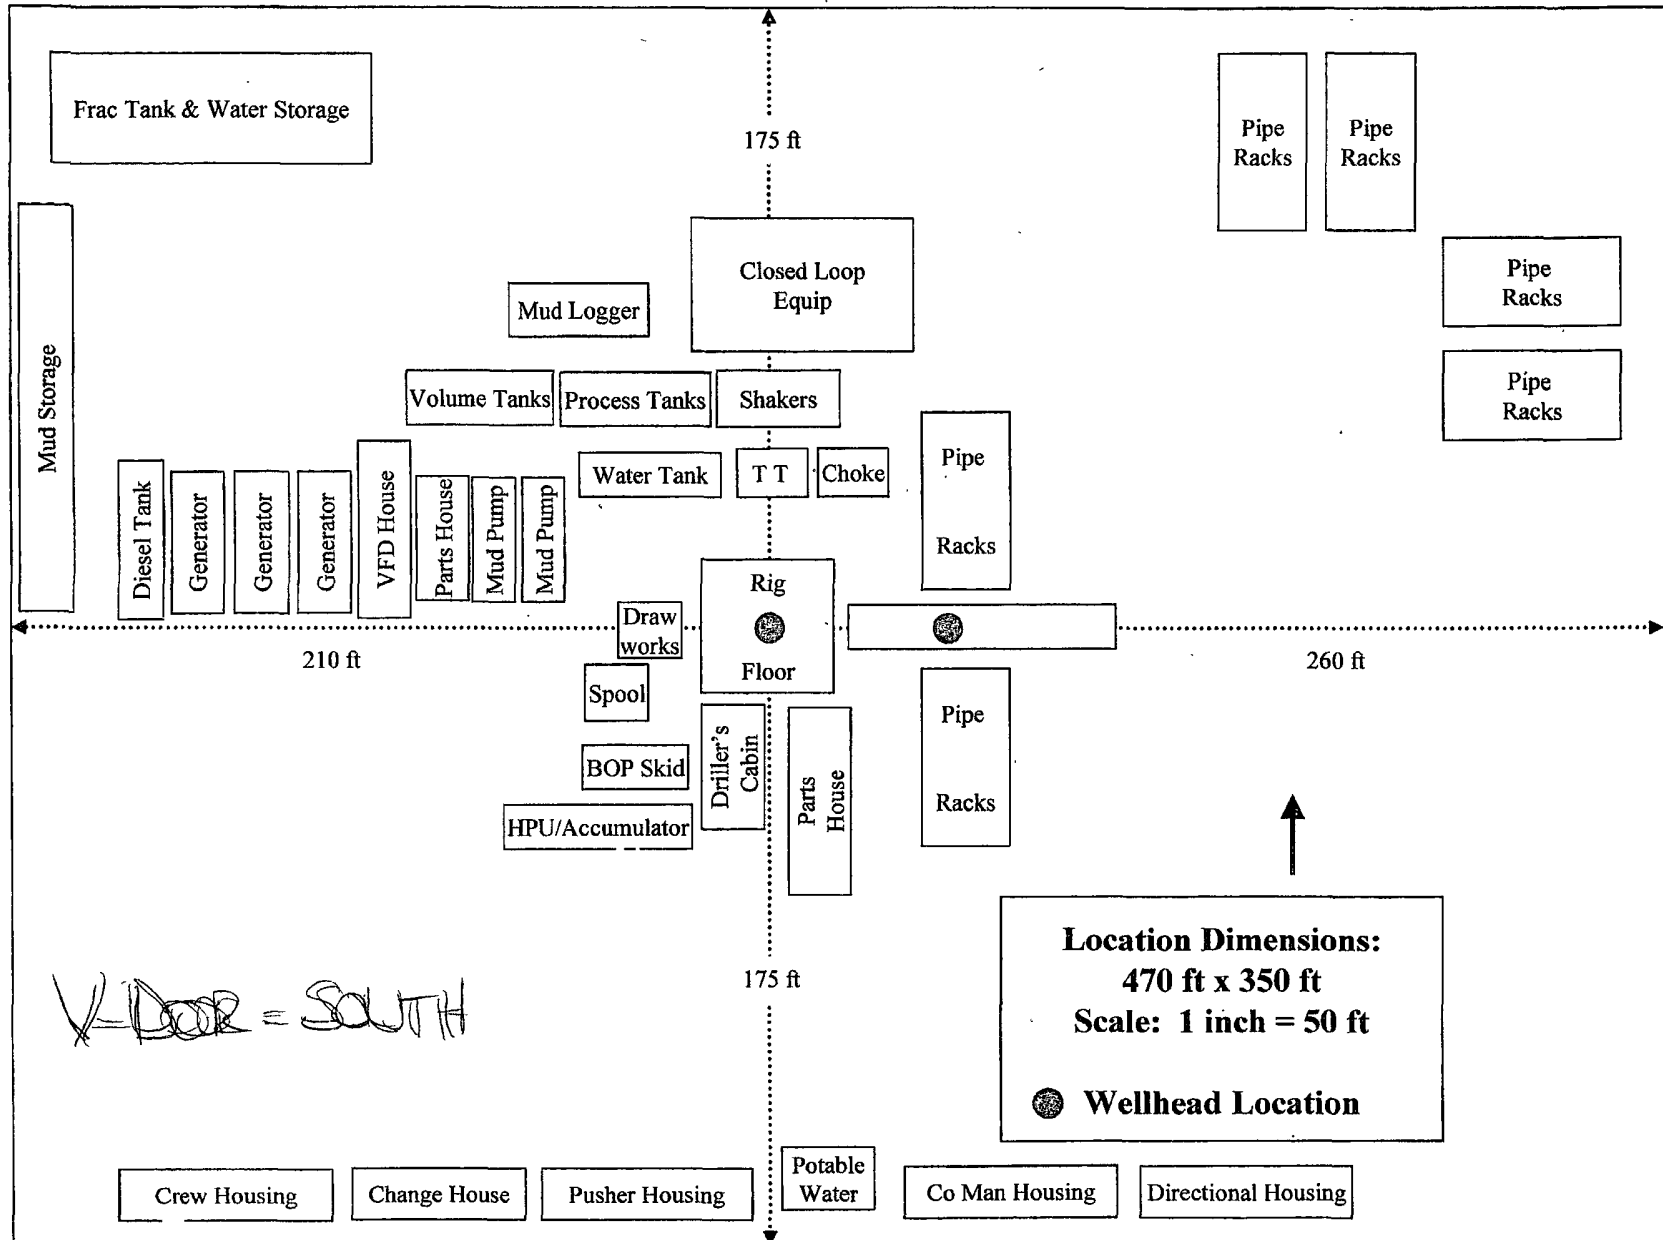 Frac Tank & Water Storage
175 ft
Pipe
Racks
Pipe
Racks
Closed Loop
Equip
Pipe
Racks
Mud Logger
Mud Storage
Pipe
Racks
Volume Tanks
Process Tanks
Shakers
Water Tank
T T
Choke
Pipe
Racks
Diesel Tank
Generator
Generator
Generator
VFD House
Parts House
Mud Pump
Mud Pump
Rig
Floor
Draw
works
210 ft
260 ft
Spool
Driller's
Cabin
Parts
House
Pipe
Racks
BOP Skid
HPU/Accumulator
Location Dimensions:
470 ft x 350 ft
Scale: 1 inch = 50 ft
Wellhead Location
V-DOOR = SOUTH
175 ft
Crew Housing
Change House
Pusher Housing
Potable
Water
Co Man Housing
Directional Housing